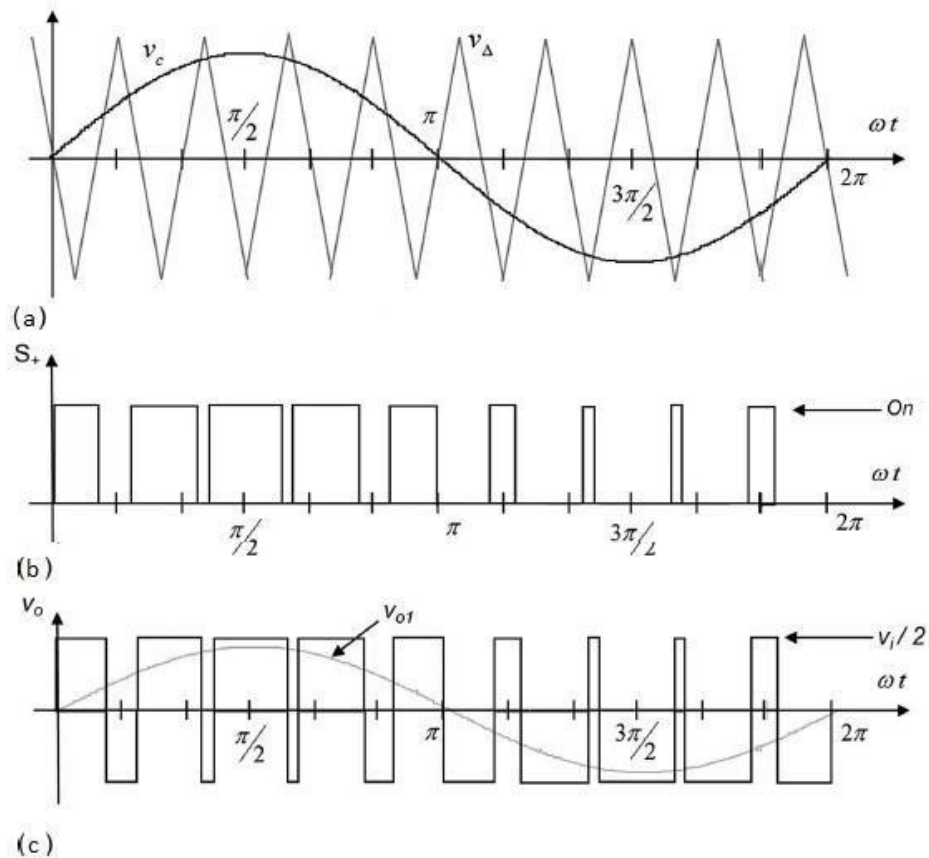 v_c
v_Δ
π/2
π
ωt
3π/2
2π
(a)
S₊
On
ωt
π/2
π
3π/2
2π
(b)
v_o
v_o1
v_i / 2
ωt
π/2
π
3π/2
2π
(c)